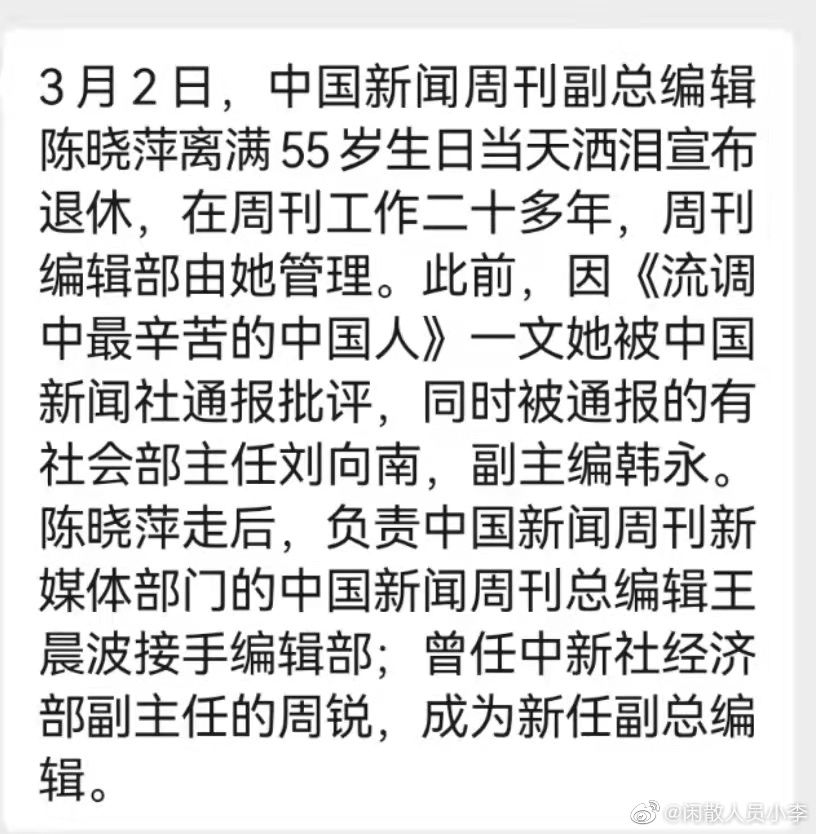 3月2日，中国新闻周刊副总编辑
陈晓萍离满55岁生日当天洒泪宣布
退休，在周刊工作二十多年，周刊
编辑部由她管理。此前，因《流调
中最辛苦的中国人》一文她被中国
新闻社通报批评，同时被通报的有
社会部主任刘向南，副主编韩永。
陈晓萍走后，负责中国新闻周刊新
媒体部门的中国新闻周刊总编辑王
晨波接手编辑部；曾任中新社经济
部副主任的周锐，成为新任副总编
辑。
@闲散人员小李